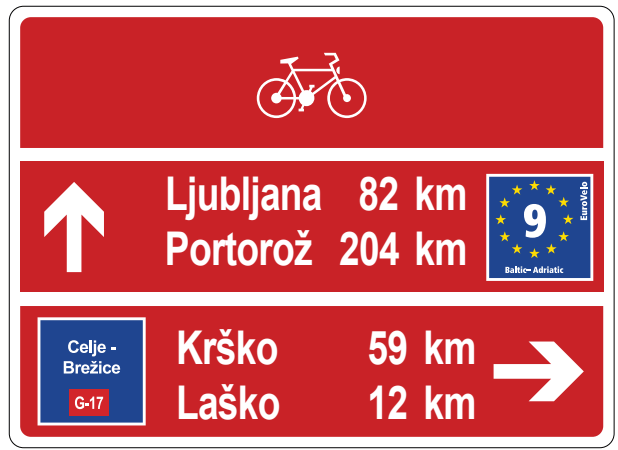 Ljubljana 82 km
Portorož 204 km
9
EuroVelo
Baltic– Adriatic
Celje -
Brežice
G-17
Krško 59 km
Laško 12 km